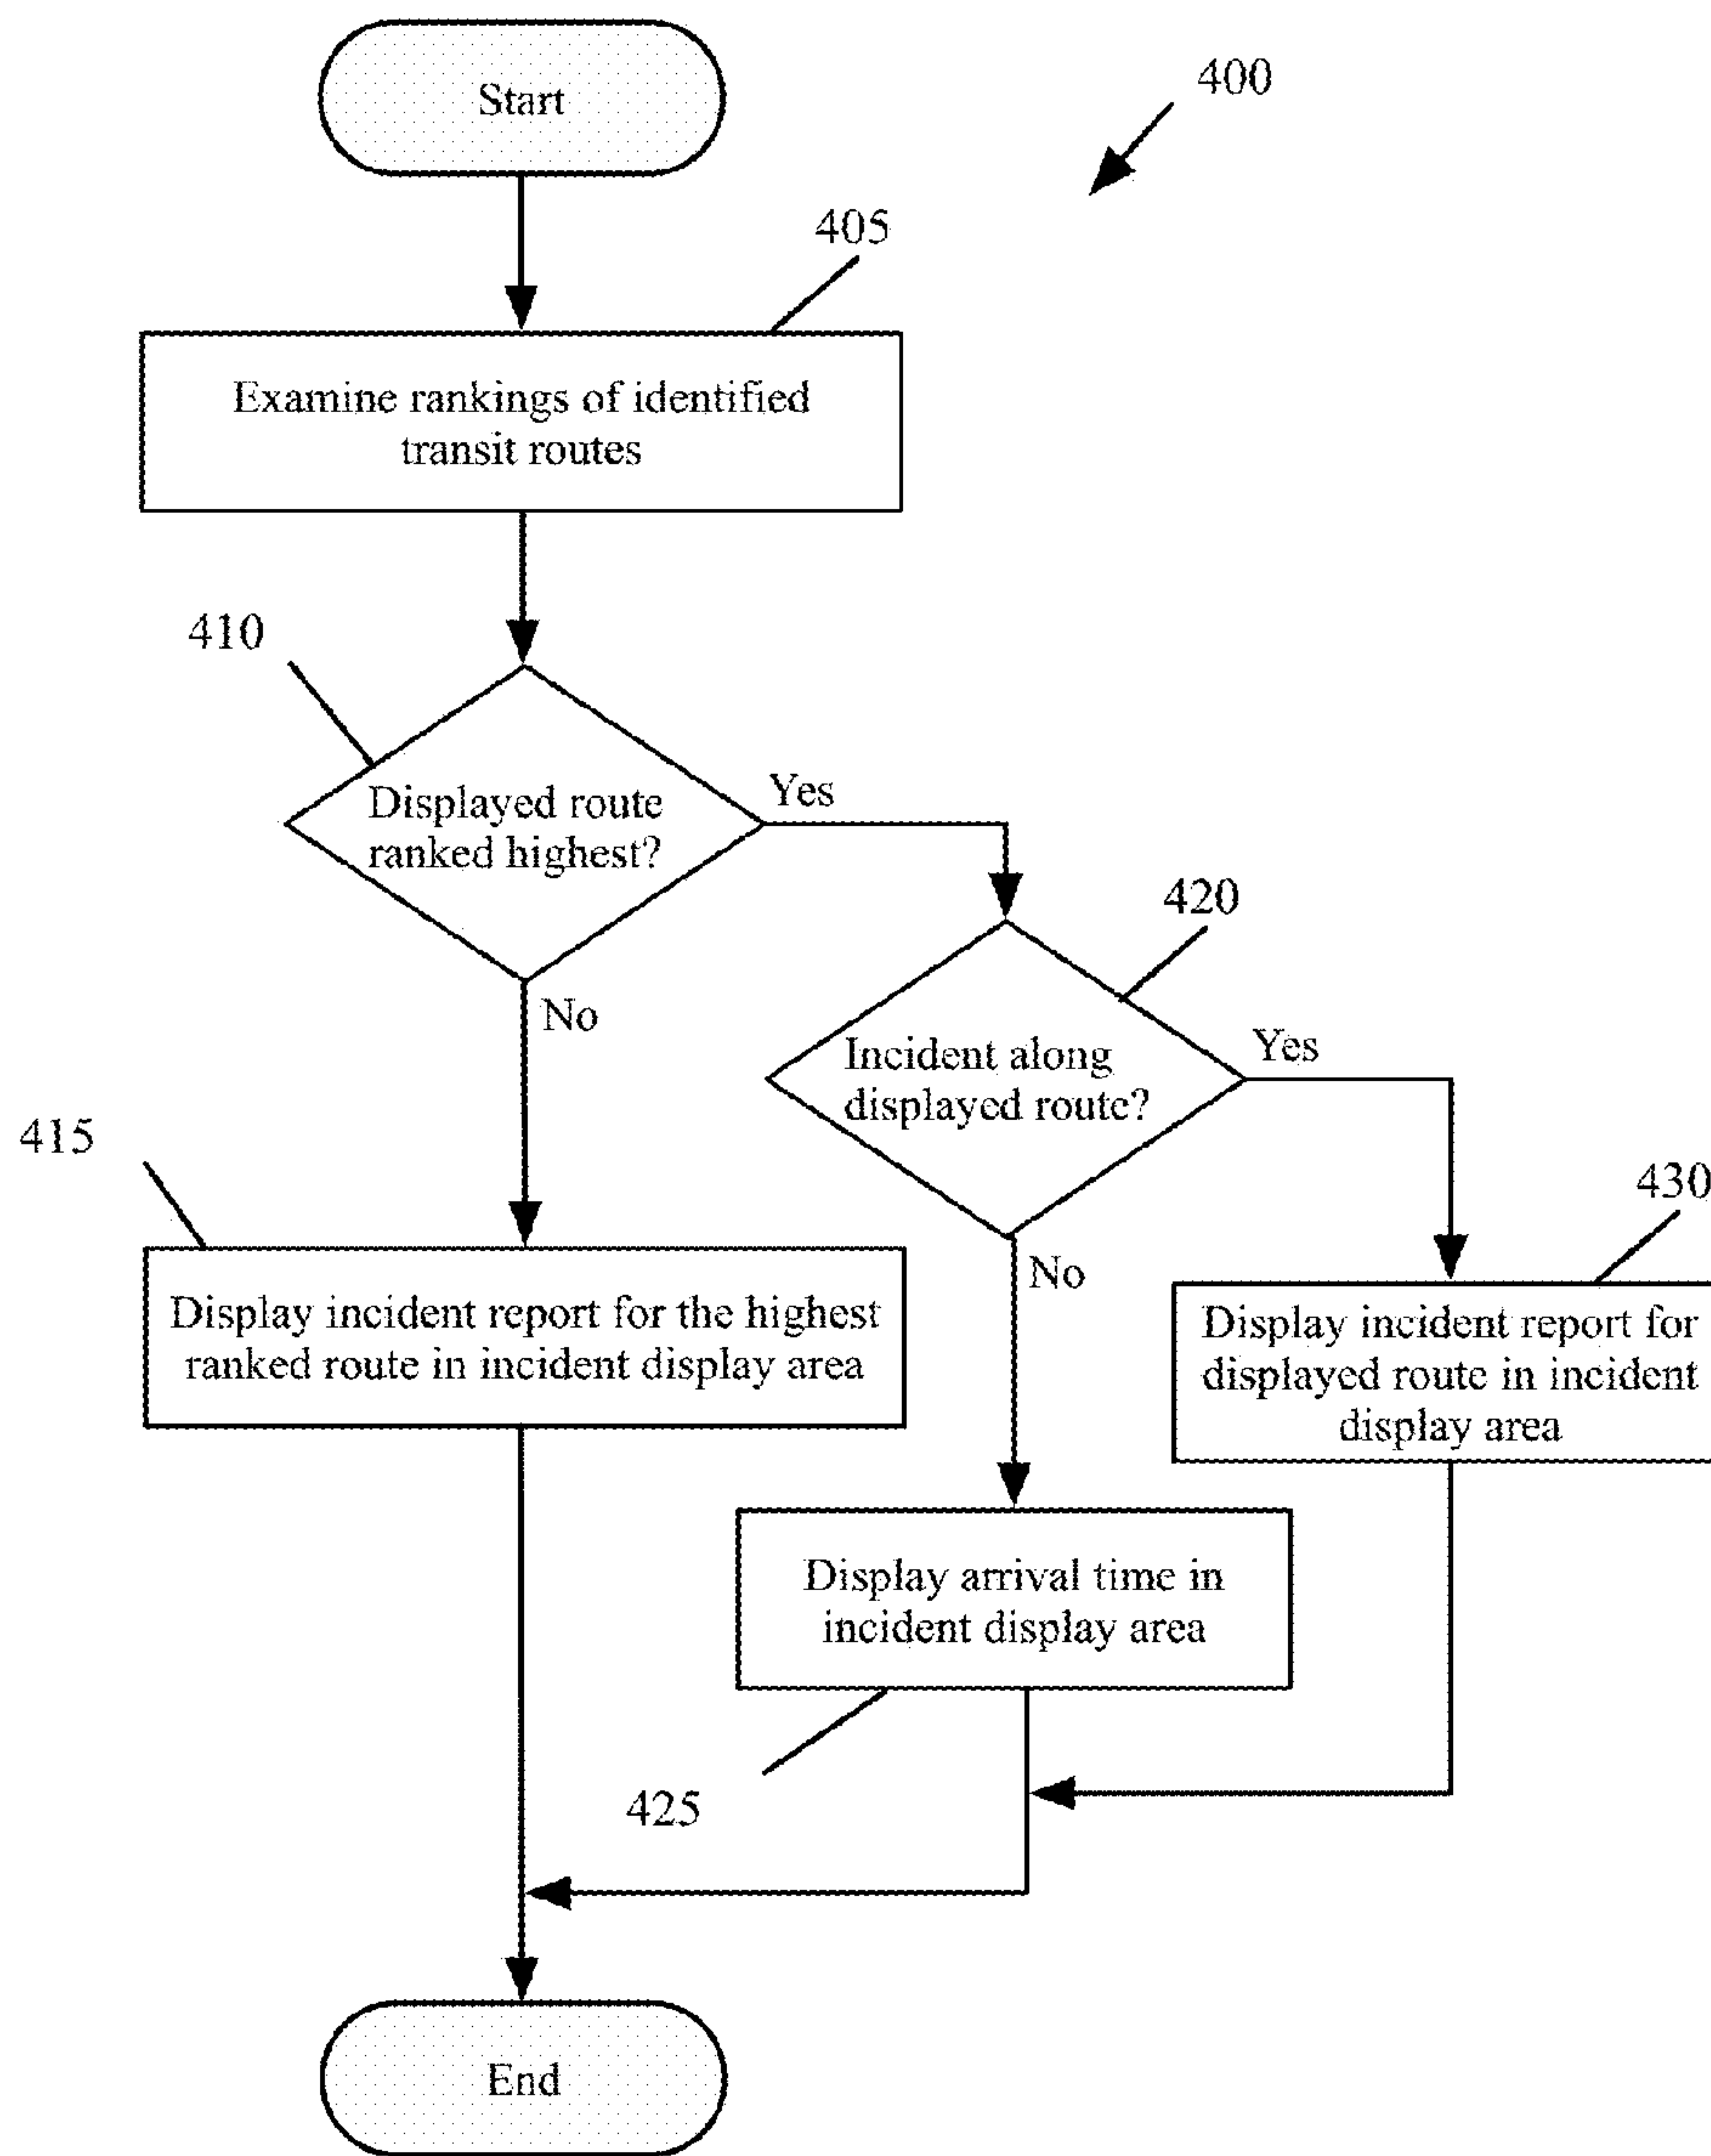 Start
400
405
Examine rankings of identified
transit routes
410
Displayed route
ranked highest?
Yes
No
420
Incident along
displayed route?
Yes
No
415
Display incident report for the highest
ranked route in incident display area
430
Display incident report for
displayed route in incident
display area
Display arrival time in
incident display area
425
End